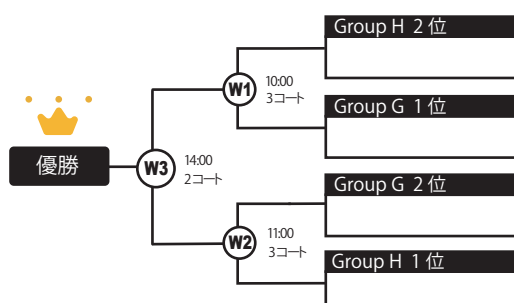 Group H 2 位
W1
10:00
3コート
Group G 1 位
優勝
W3
14:00
2コート
Group G 2 位
W2
11:00
3コート
Group H 1 位